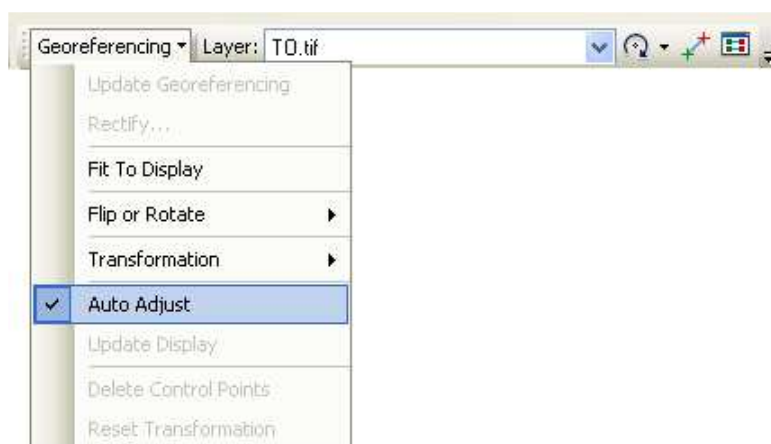 Georeferencing Layer: TO.tif
Update Georeferencing
Rectify...
Fit To Display
Flip or Rotate
Transformation
Auto Adjust
Update Display
Delete Control Points
Reset Transformation